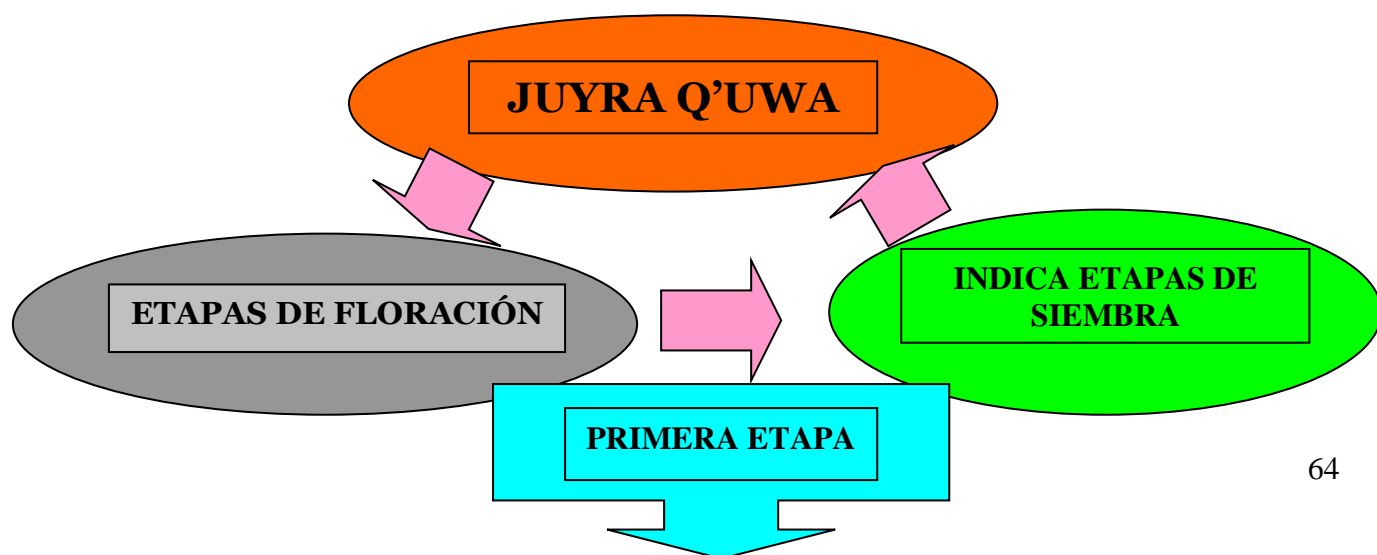 JUYRA Q’UWA
ETAPAS DE FLORACIÓN
INDICA ETAPAS DE
SIEMBRA
PRIMERA ETAPA
64